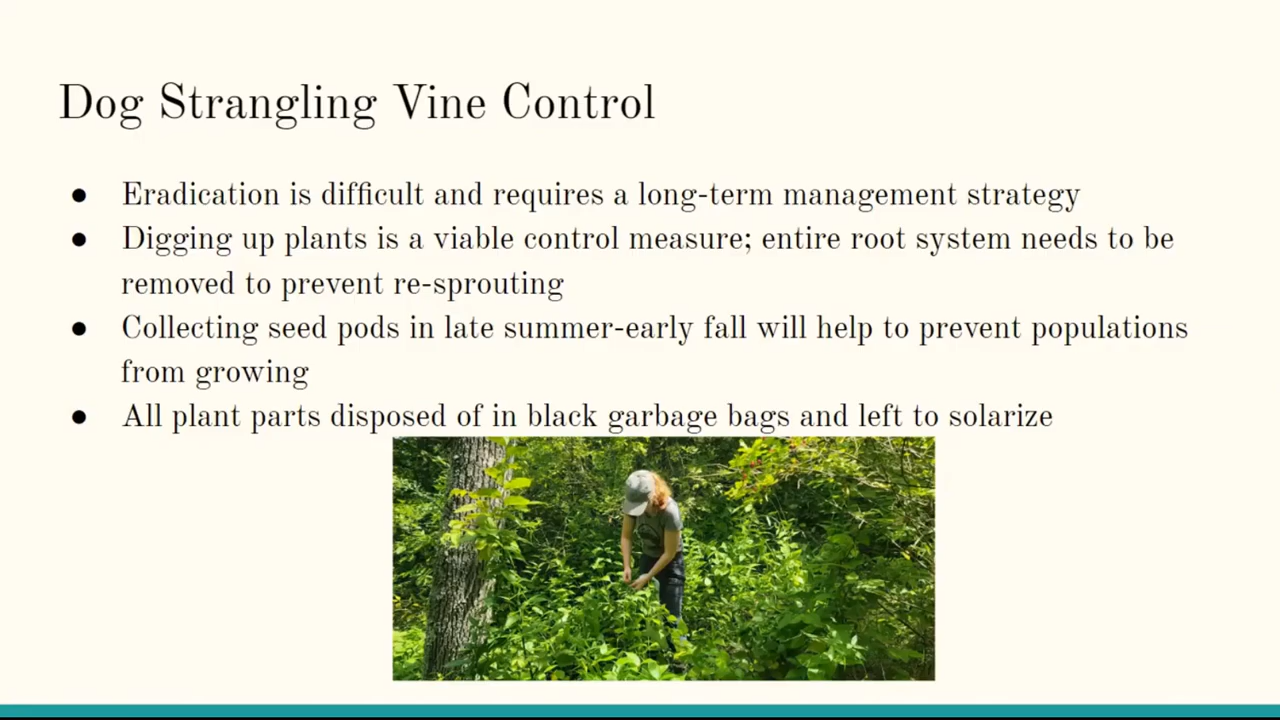 Dog Strangling Vine Control
● Eradication is difficult and requires a long-term management strategy
● Digging up plants is a viable control measure; entire root system needs to be
removed to prevent re-sprouting
● Collecting seed pods in late summer-early fall will help to prevent populations
from growing
● All plant parts disposed of in black garbage bags and left to solarize